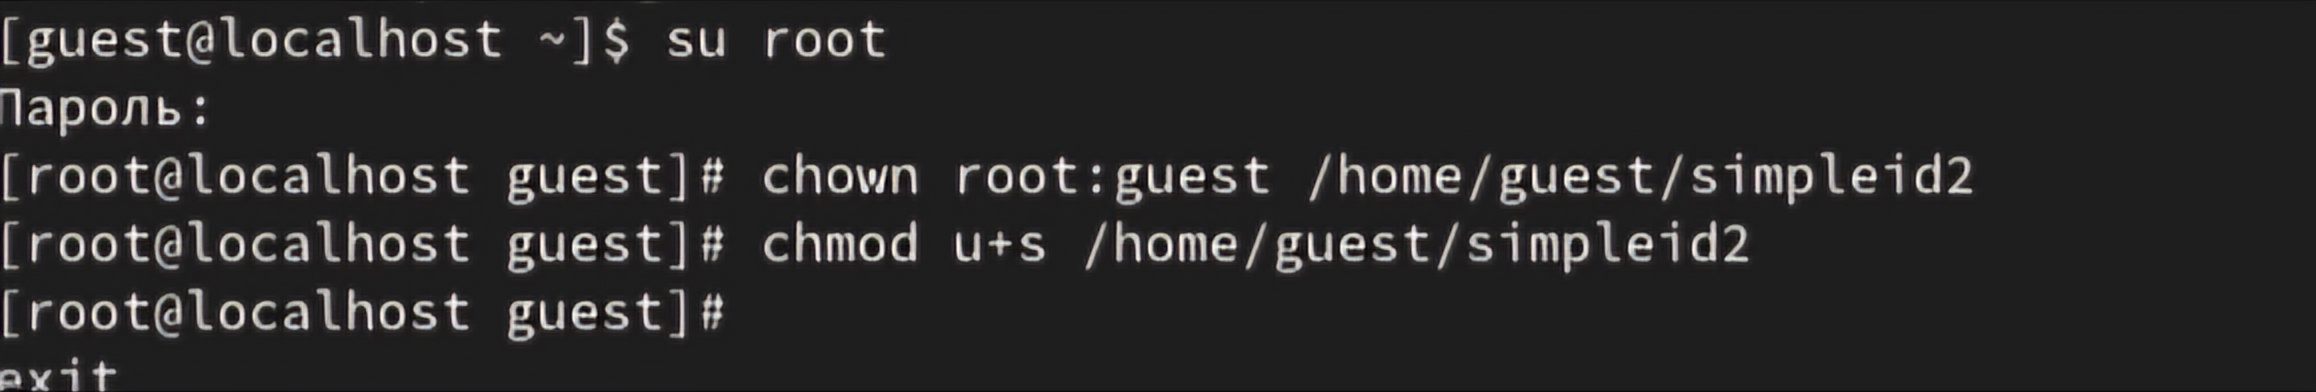 [guest@localhost ~]$ su root
Пароль:
[root@localhost guest]# chown root:guest /home/guest/simpleid2
[root@localhost guest]# chmod u+s /home/guest/simpleid2
[root@localhost guest]#
exit